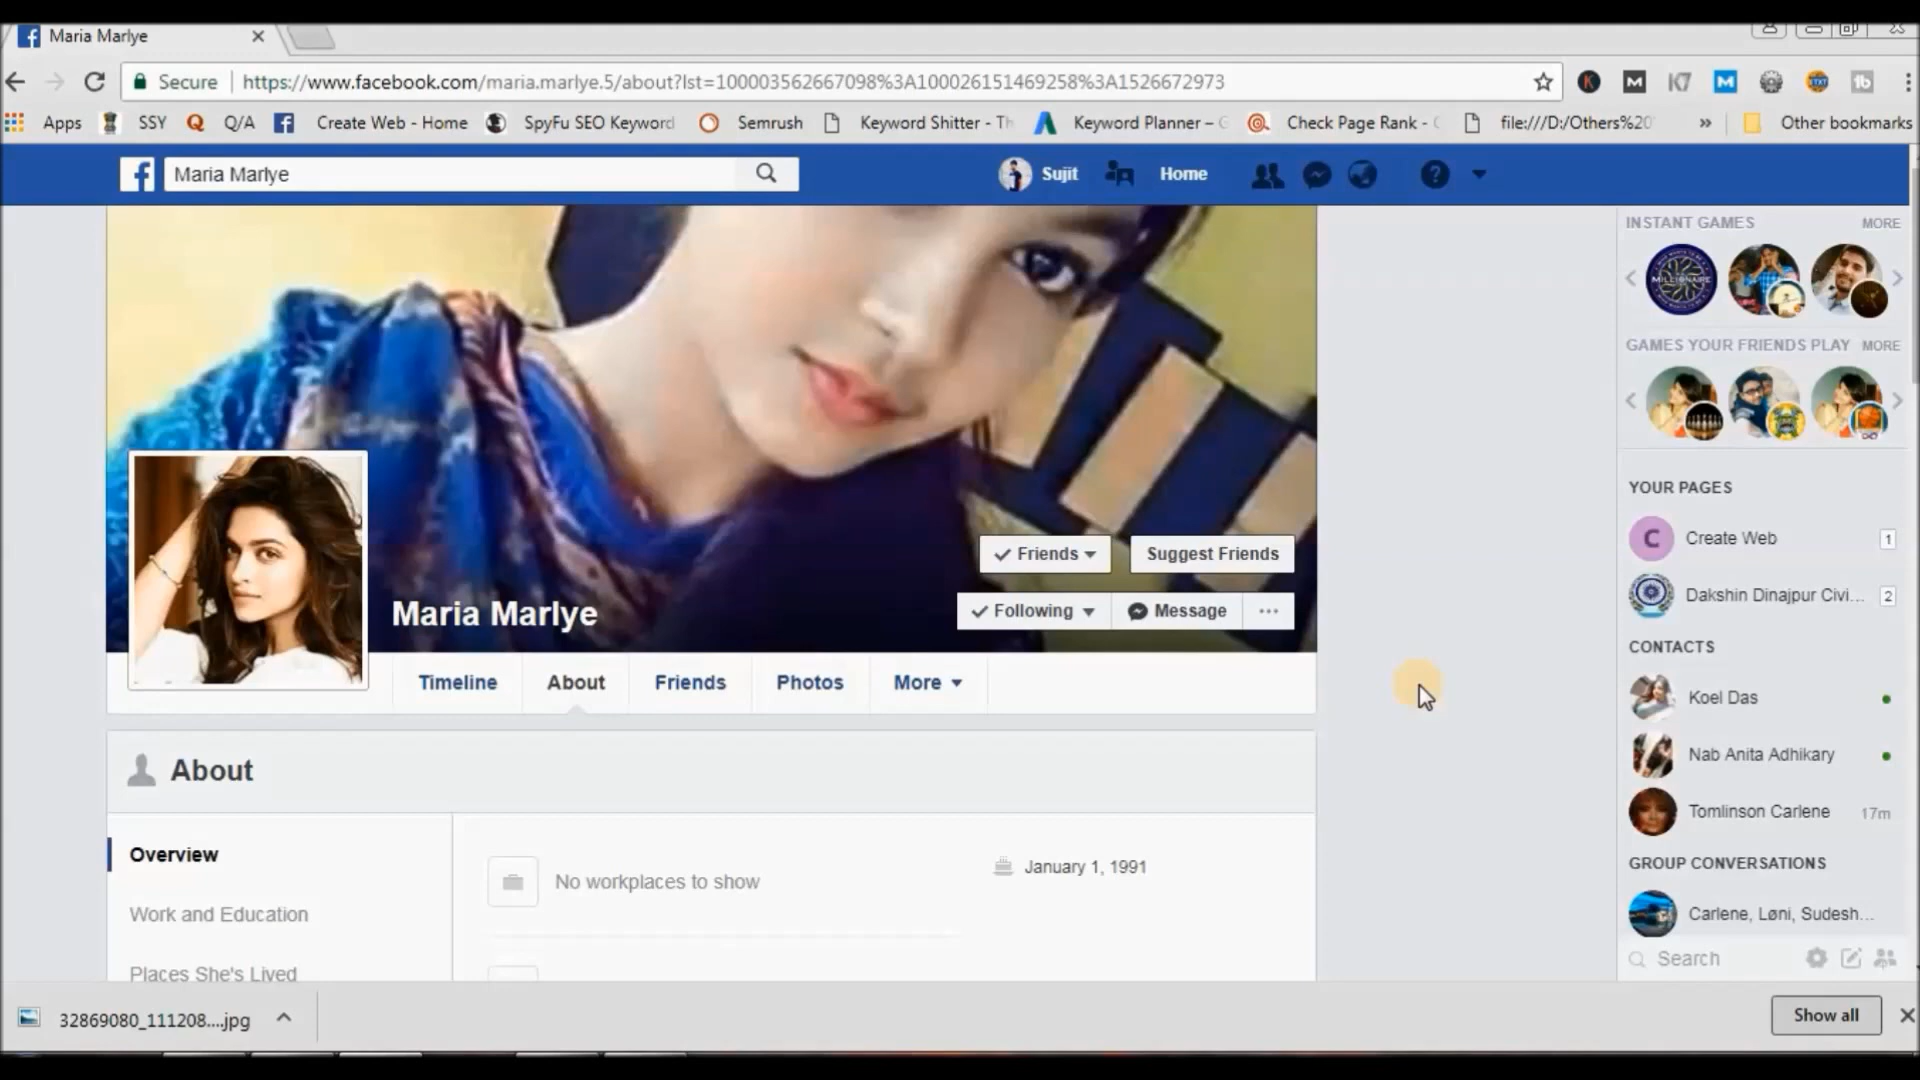 Maria Marlye
Secure https://www.facebook.com/maria.marlye.5/about?lst=100003562667098%3A100026151469258%3A1526672973
Apps SSY Q/A Create Web - Home SpyFu SEO Keyword Semrush Keyword Shitter - Th Keyword Planner – G Check Page Rank - file:///D:/Others%20 » Other bookmarks
Maria Marlye
Sujit Home
INSTANT GAMES MORE
MILLIONAIRE
GAMES YOUR FRIENDS PLAY MORE
YOUR PAGES
C Create Web 1
Dakshin Dinajpur Civi... 2
CONTACTS
Koel Das
Nab Anita Adhikary
Tomlinson Carlene 17m
GROUP CONVERSATIONS
Carlene, Løni, Sudesh...
Search
Friends Suggest Friends
Maria Marlye
Following Message ...
Timeline About Friends Photos More
About
Overview
Work and Education
Places She's Lived
No workplaces to show
January 1, 1991
32869080_111208....jpg
Show all